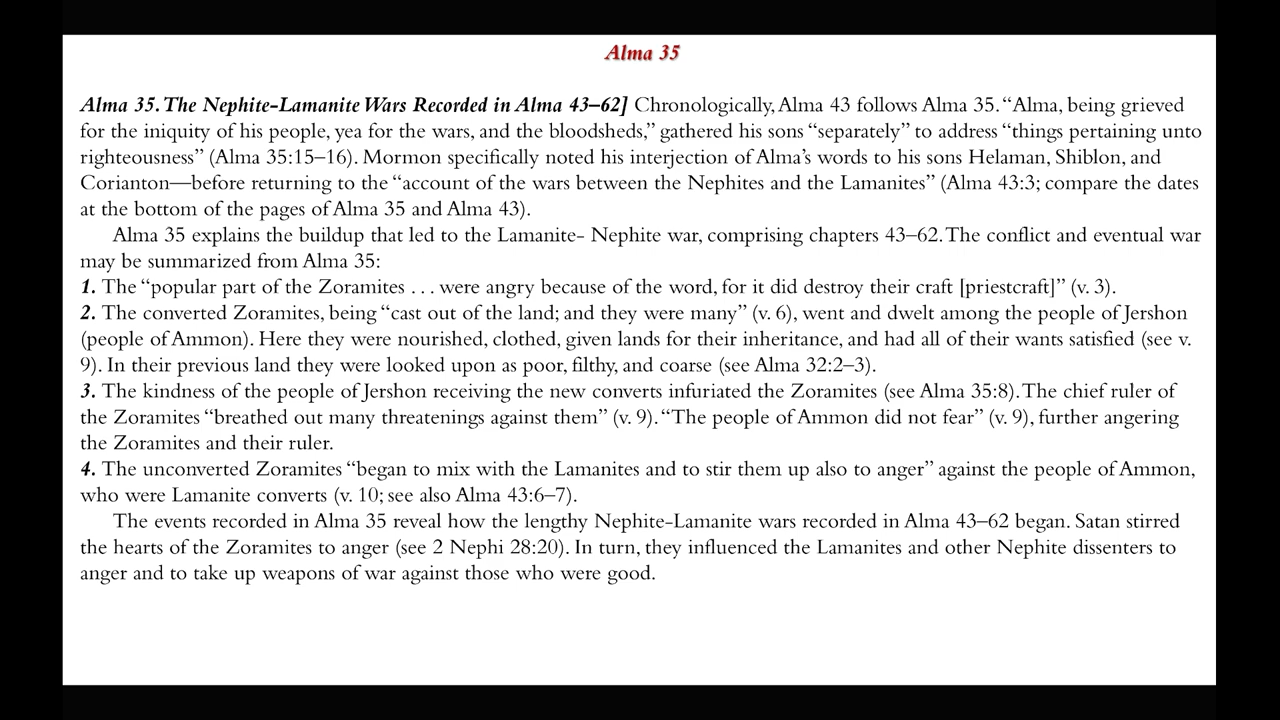 Alma 35
Alma 35. The Nephite-Lamanite Wars Recorded in Alma 43–62] Chronologically, Alma 43 follows Alma 35. “Alma, being grieved
for the iniquity of his people, yea for the wars, and the bloodsheds,” gathered his sons “separately” to address “things pertaining unto
righteousness” (Alma 35:15–16). Mormon specifically noted his interjection of Alma’s words to his sons Helaman, Shiblon, and
Corianton—before returning to the “account of the wars between the Nephites and the Lamanites” (Alma 43:3; compare the dates
at the bottom of the pages of Alma 35 and Alma 43).
Alma 35 explains the buildup that led to the Lamanite- Nephite war, comprising chapters 43–62. The conflict and eventual war
may be summarized from Alma 35:
1. The “popular part of the Zoramites . . . were angry because of the word, for it did destroy their craft [priestcraft]” (v. 3).
2. The converted Zoramites, being “cast out of the land; and they were many” (v. 6), went and dwelt among the people of Jershon
(people of Ammon). Here they were nourished, clothed, given lands for their inheritance, and had all of their wants satisfied (see v.
9). In their previous land they were looked upon as poor, filthy, and coarse (see Alma 32:2–3).
3. The kindness of the people of Jershon receiving the new converts infuriated the Zoramites (see Alma 35:8). The chief ruler of
the Zoramites “breathed out many threatenings against them” (v. 9). “The people of Ammon did not fear” (v. 9), further angering
the Zoramites and their ruler.
4. The unconverted Zoramites “began to mix with the Lamanites and to stir them up also to anger” against the people of Ammon,
who were Lamanite converts (v. 10; see also Alma 43:6–7).
The events recorded in Alma 35 reveal how the lengthy Nephite-Lamanite wars recorded in Alma 43–62 began. Satan stirred
the hearts of the Zoramites to anger (see 2 Nephi 28:20). In turn, they influenced the Lamanites and other Nephite dissenters to
anger and to take up weapons of war against those who were good.